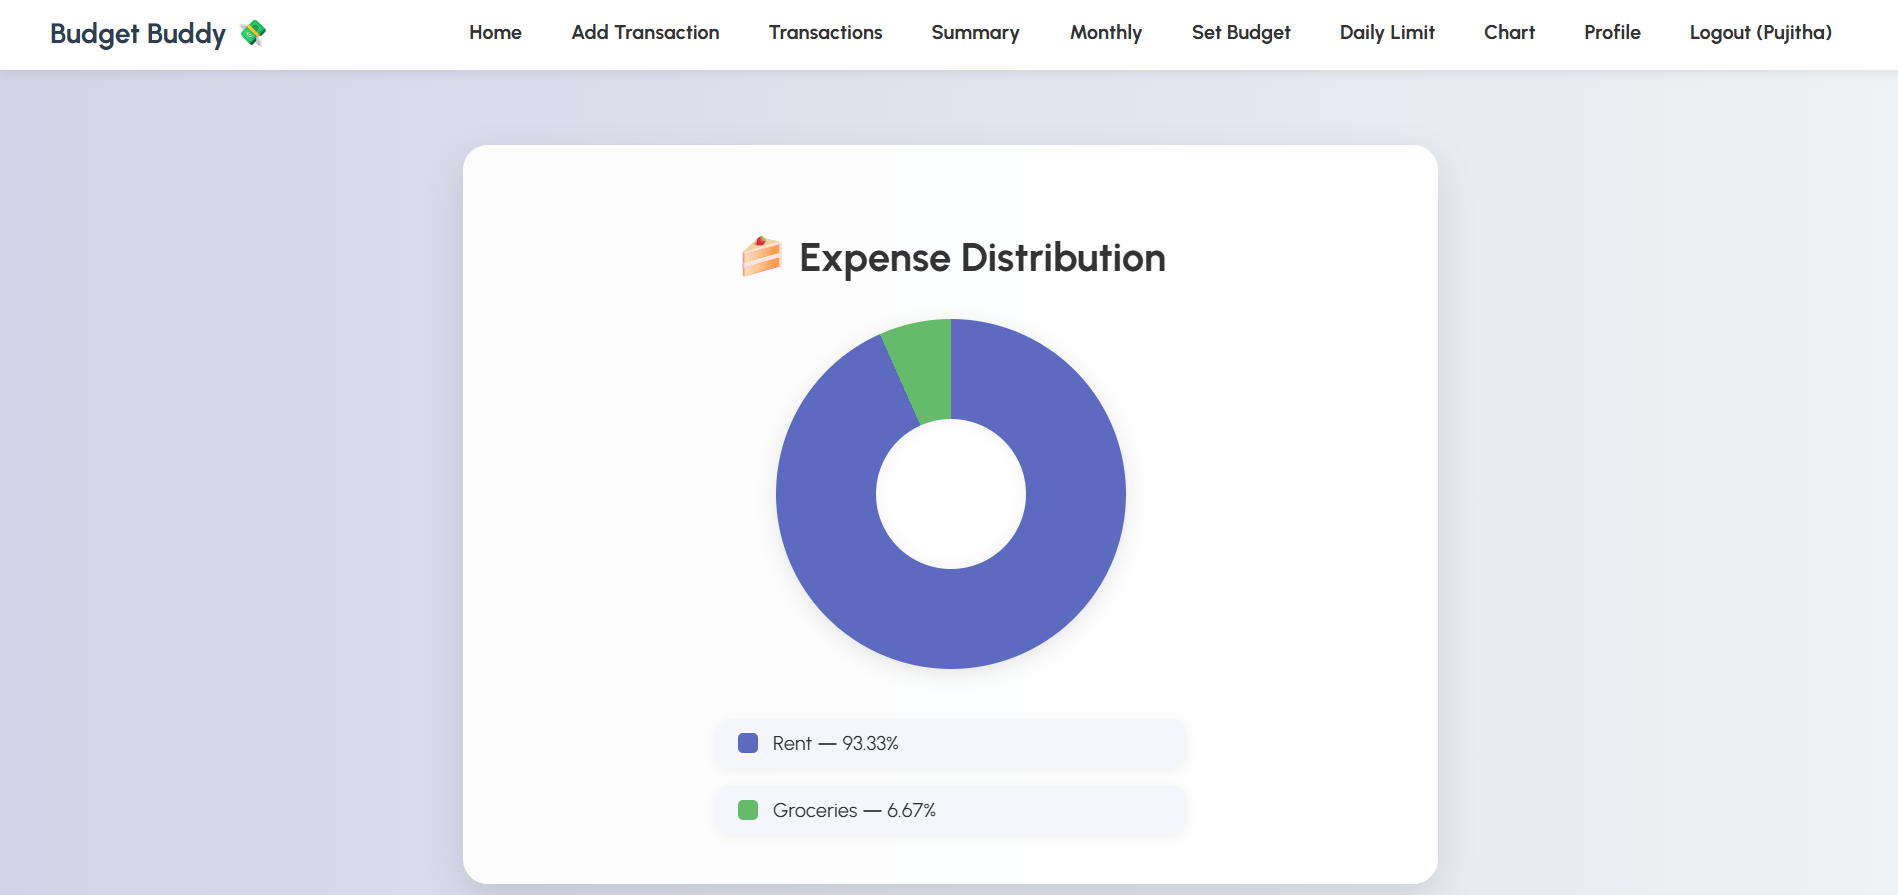 Budget Buddy 💸 Home Add Transaction Transactions Summary Monthly Set Budget Daily Limit Chart Profile Logout (Pujitha)
🍰 Expense Distribution
Rent — 93.33%
Groceries — 6.67%